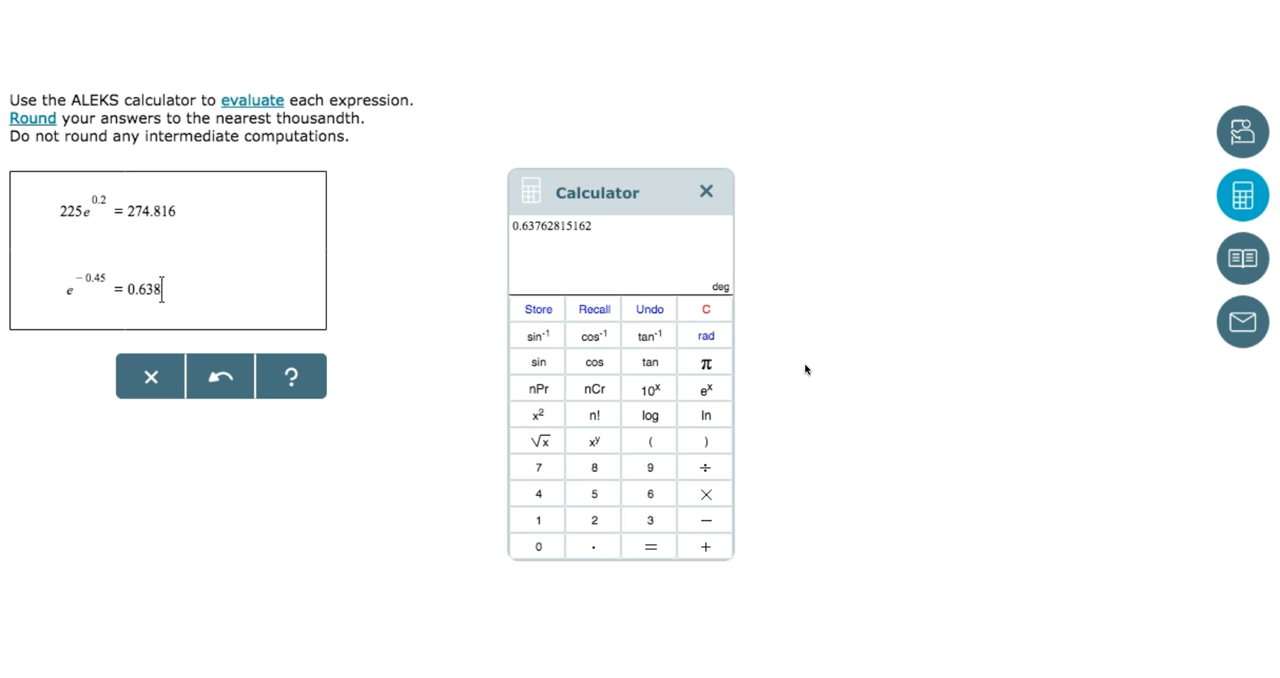 Use the ALEKS calculator to evaluate each expression.
Round your answers to the nearest thousandth.
Do not round any intermediate computations.
225e^0.2 = 274.816
e^−0.45 = 0.638
?
Calculator ×
0.63762815162
deg
Store Recall Undo C
sin⁻¹ cos⁻¹ tan⁻¹ rad
sin cos tan π
nPr nCr 10ˣ eˣ
x² n! log ln
√x xʸ ( )
7 8 9 ÷
4 5 6 ×
1 2 3 −
0 . = +